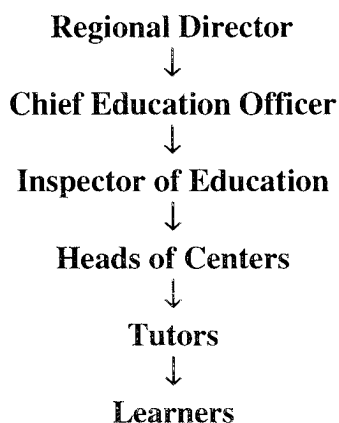 Regional Director
↓
Chief Education Officer
↓
Inspector of Education
↓
Heads of Centers
↓
Tutors
↓
Learners